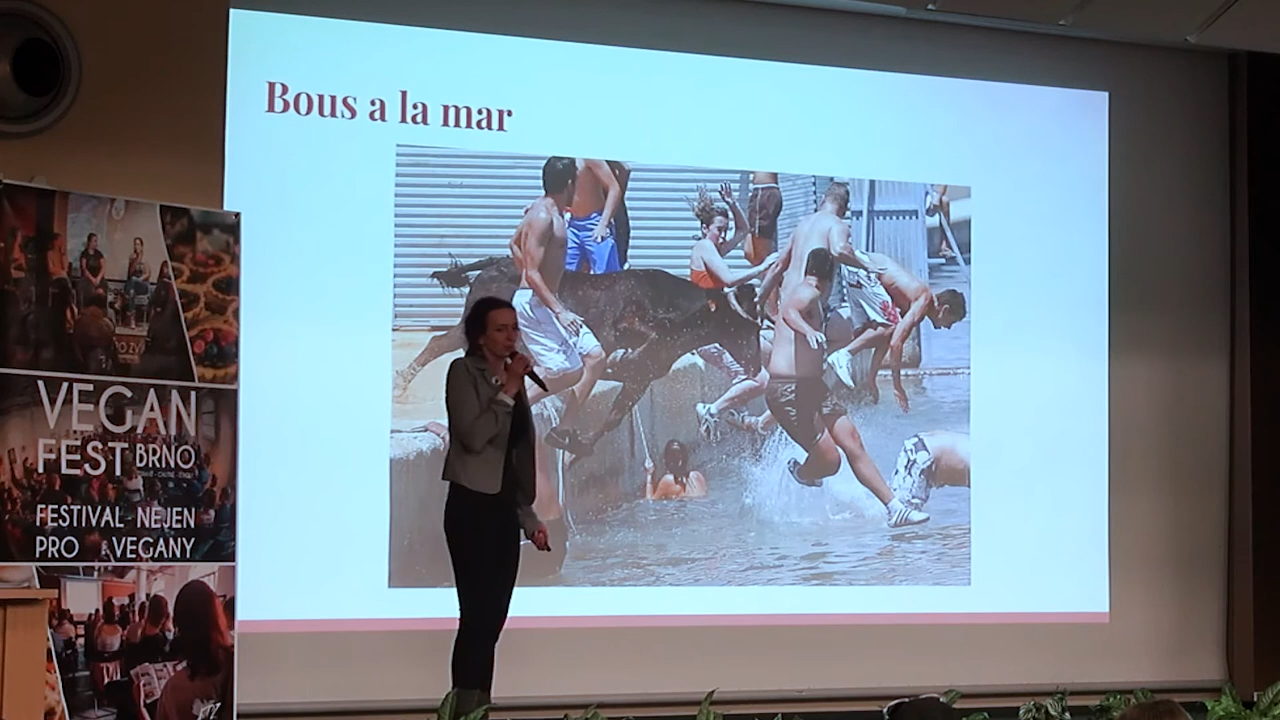 Bous a la mar
VEGAN
FEST BRNO
FESTIVAL NEJEN
PRO VEGANY